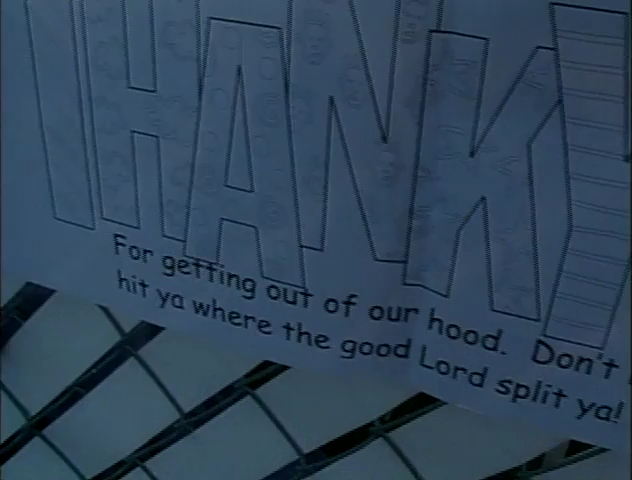 THANK
For getting out of our hood. Don't
hit ya where the good Lord split ya!